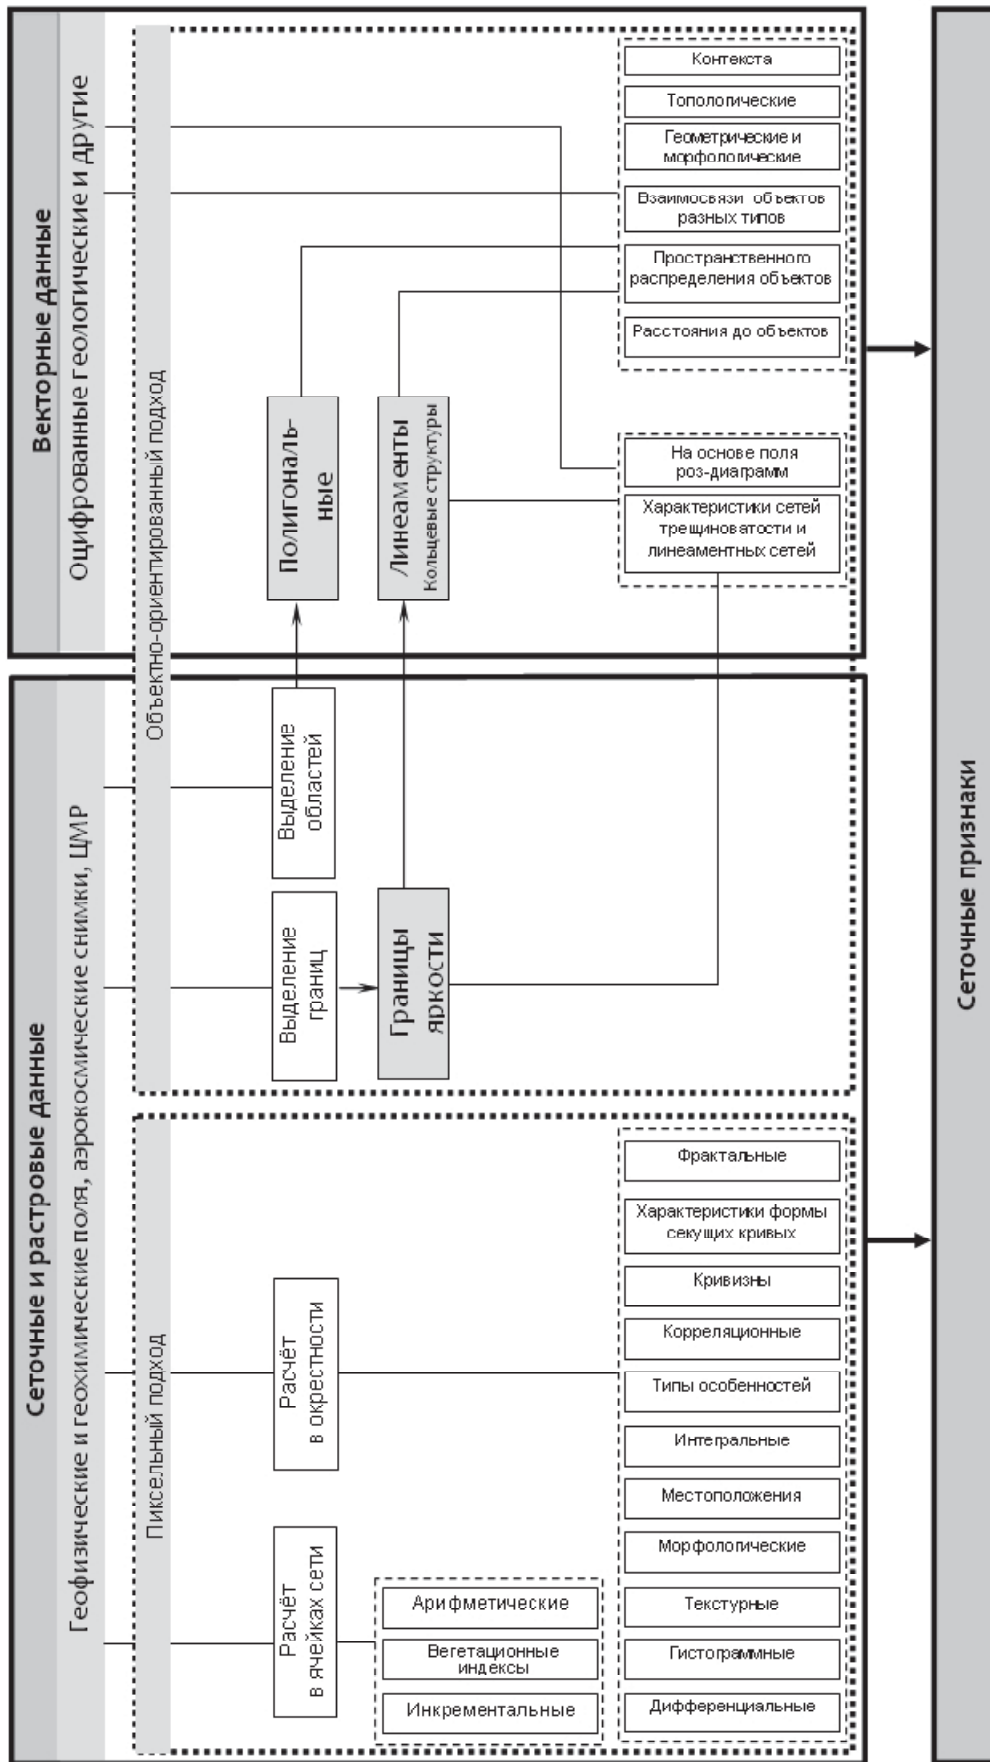 Векторные данные
Оцифрованные геологические и другие
Сеточные и растровые данные
Геофизические и геохимические поля, аэрокосмические снимки, ЦМР
Объектно-ориентированный подход
Пиксельный подход
Контекста
Топологические
Геометрические и
морфологические
Взаимосвязи объектов
разных типов
Пространственного
распределения объектов
Расстояния до объектов
Полигональ-
ные
Линеаменты
Кольцевые структуры
На основе поля
роз-диаграмм
Характеристики сетей
трещиноватости и
линеаментных сетей
Выделение
областей
Выделение
границ
Границы
яркости
Фрактальные
Характеристики формы
секущих кривых
Кривизны
Корреляционные
Типы особенностей
Интегральные
Местоположения
Морфологические
Текстурные
Гистограммные
Дифференциальные
Расчёт
в окрестности
Расчёт
в ячейках сети
Арифметические
Вегетационные
индексы
Инкрементальные
Сеточные признаки